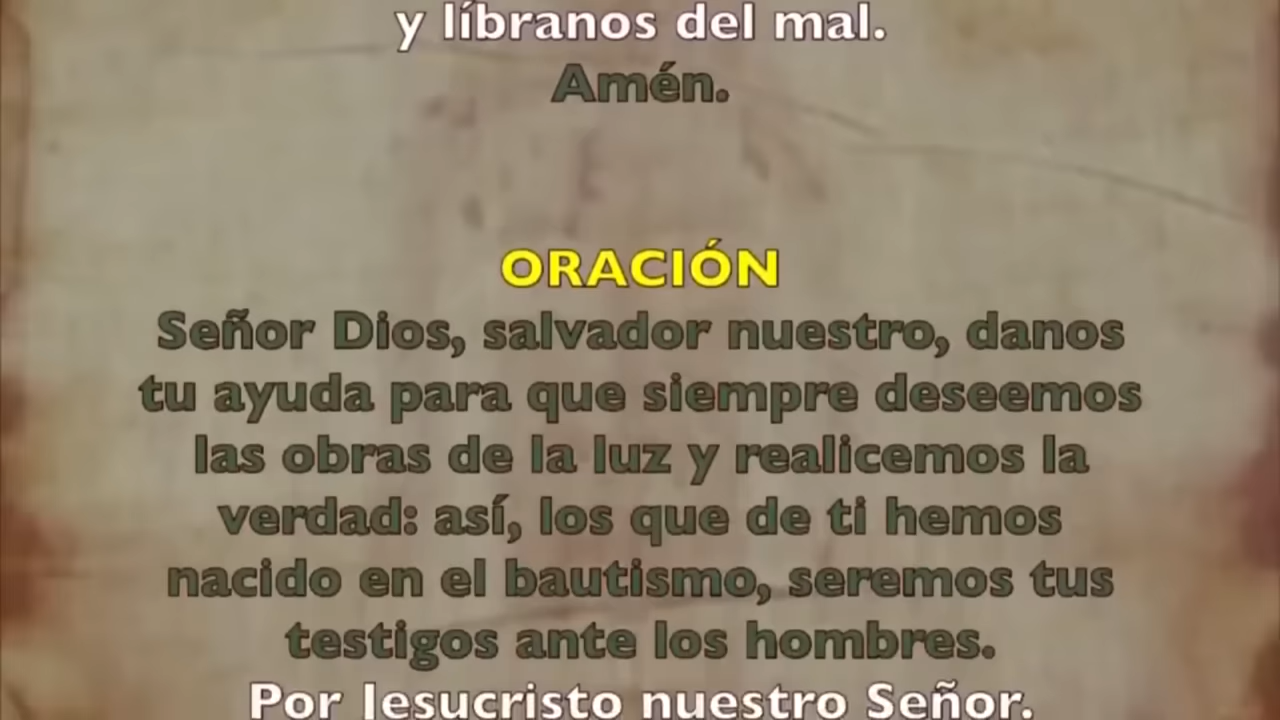 y líbranos del mal.
Amén.
ORACIÓN
Señor Dios, salvador nuestro, danos
tu ayuda para que siempre deseemos
las obras de la luz y realicemos la
verdad: así, los que de ti hemos
nacido en el bautismo, seremos tus
testigos ante los hombres.
Por Jesucristo nuestro Señor.